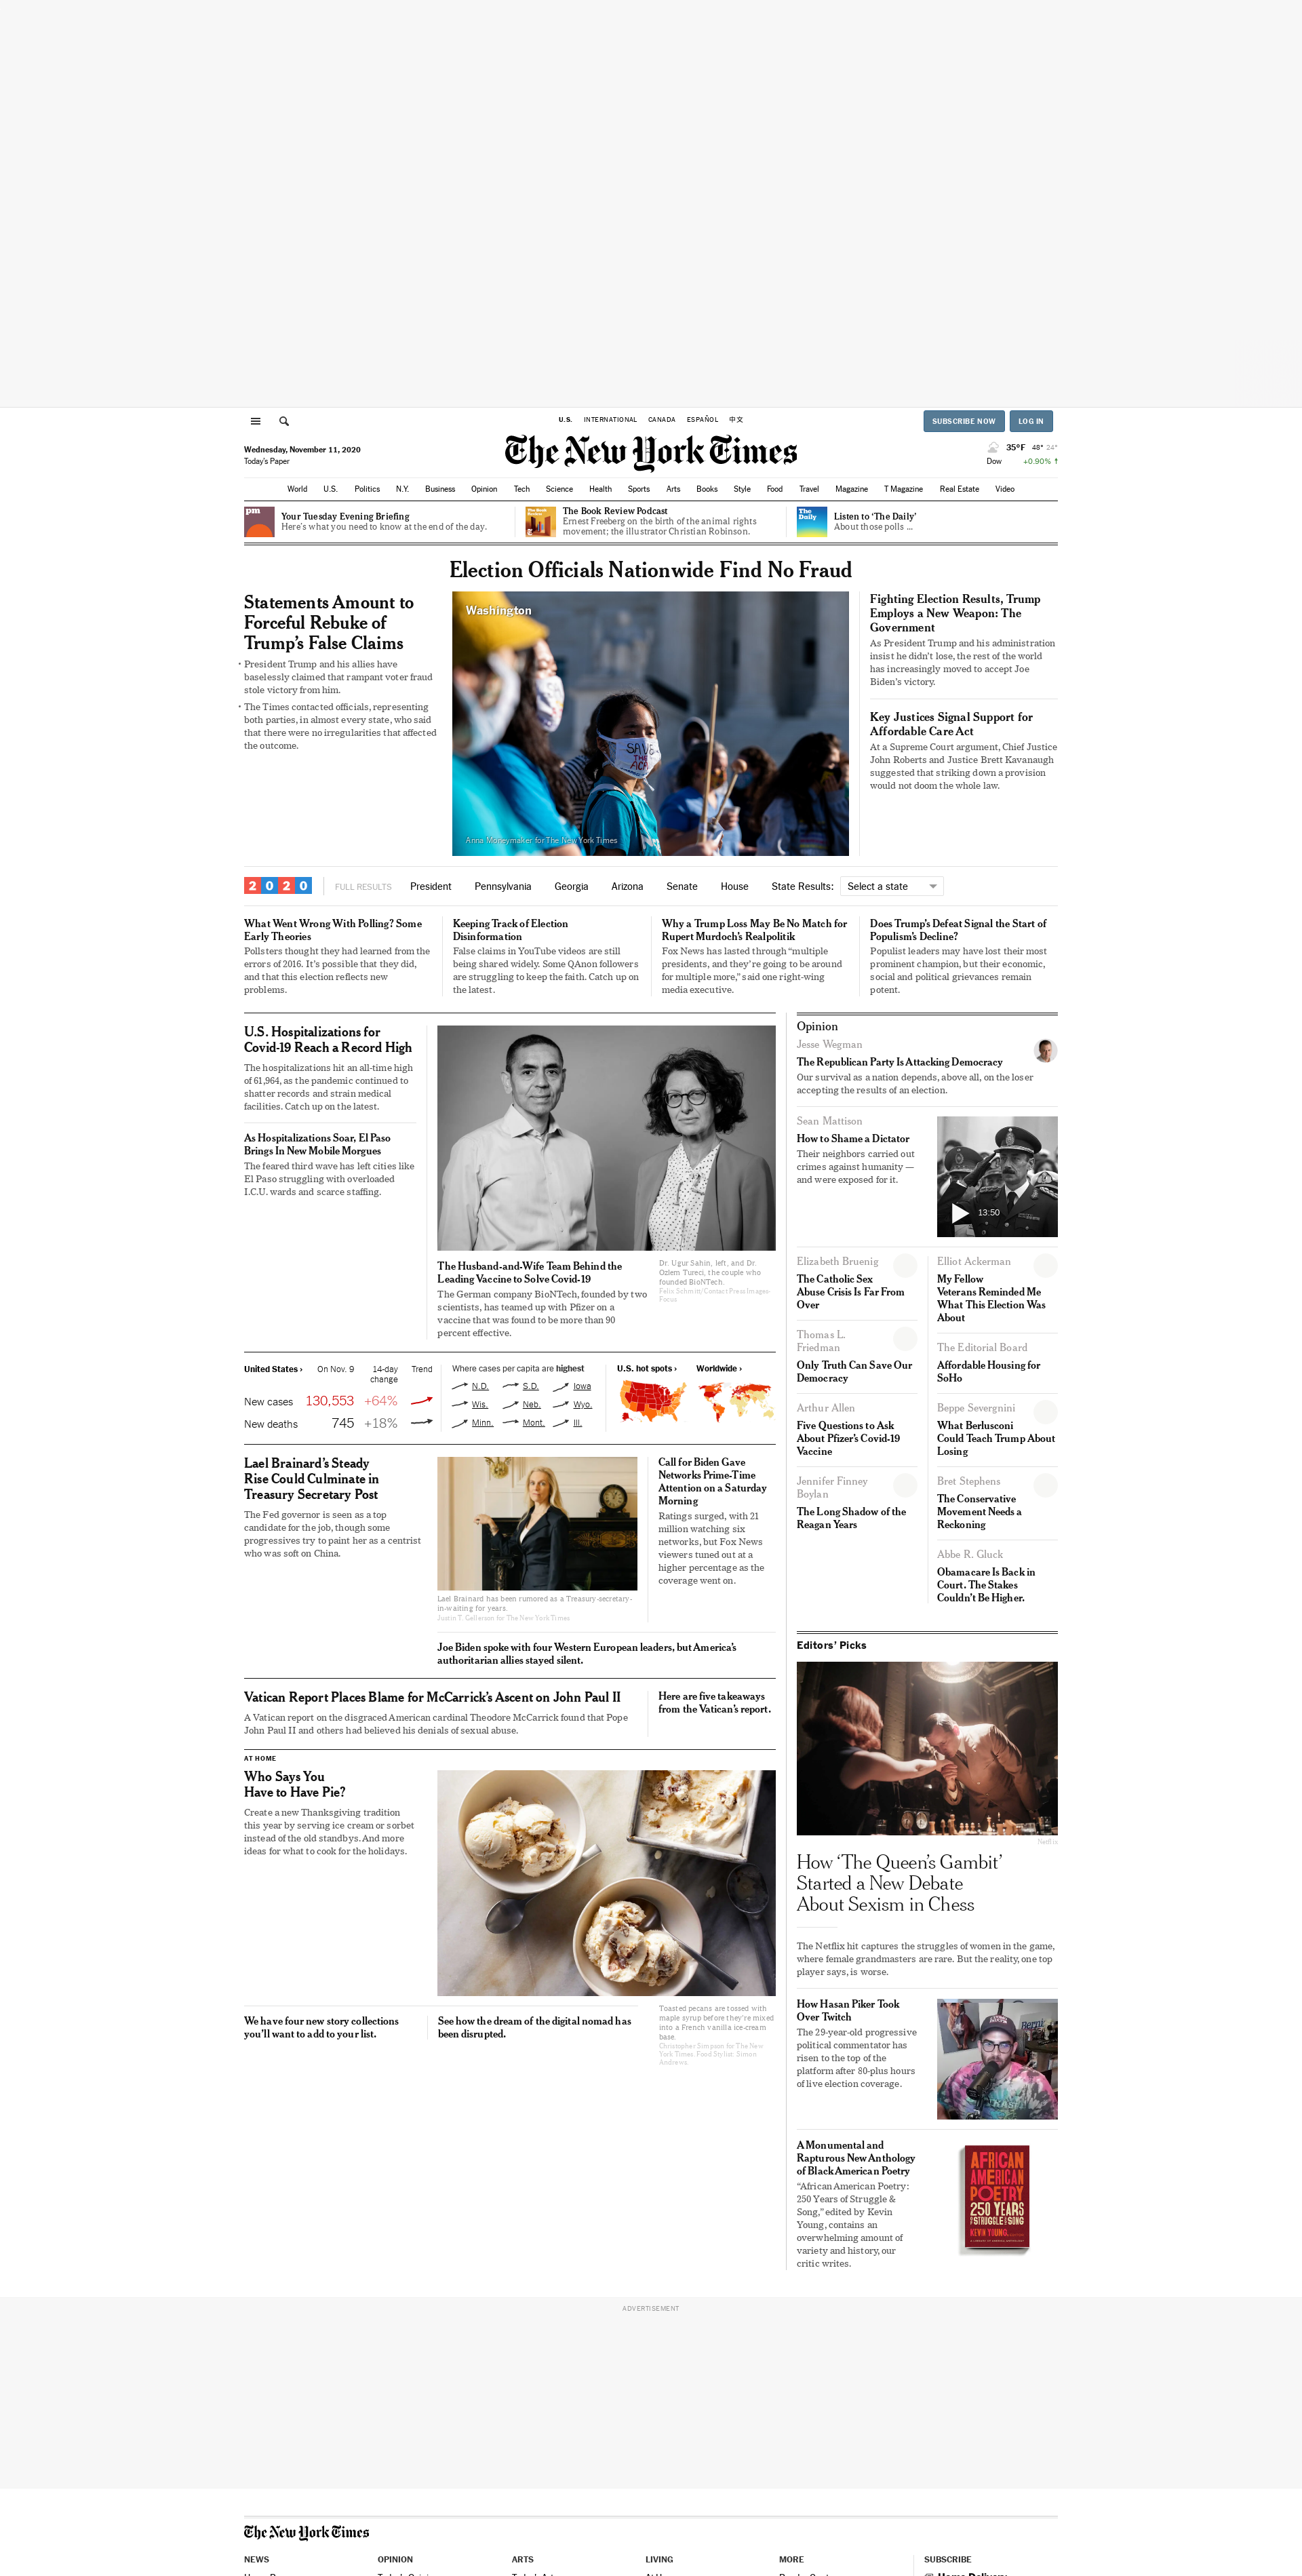 U.S. INTERNATIONAL CANADA ESPAÑOL 中文
SUBSCRIBE NOW
LOG IN
Wednesday, November 11, 2020
Today's Paper
The New York Times
35°F 48° 24°
Dow +0.90% ↑
World U.S. Politics N.Y. Business Opinion Tech Science Health Sports Arts Books Style Food Travel Magazine T Magazine Real Estate Video
pm
Your Tuesday Evening Briefing
Here's what you need to know at the end of the day.
The Book Review Podcast
Ernest Freeberg on the birth of the animal rights
movement; the illustrator Christian Robinson.
The Daily
Listen to ‘The Daily’
About those polls ...
Election Officials Nationwide Find No Fraud
Statements Amount to
Forceful Rebuke of
Trump’s False Claims
• President Trump and his allies have
baselessly claimed that rampant voter fraud
stole victory from him.
• The Times contacted officials, representing
both parties, in almost every state, who said
that there were no irregularities that affected
the outcome.
Washington
SAVE THE ACA
Anna Moneymaker for The New York Times
Fighting Election Results, Trump
Employs a New Weapon: The
Government
As President Trump and his administration
insist he didn’t lose, the rest of the world
has increasingly moved to accept Joe
Biden’s victory.
Key Justices Signal Support for
Affordable Care Act
At a Supreme Court argument, Chief Justice
John Roberts and Justice Brett Kavanaugh
suggested that striking down a provision
would not doom the whole law.
2020
FULL RESULTS President Pennsylvania Georgia Arizona Senate House State Results: Select a state
What Went Wrong With Polling? Some
Early Theories
Pollsters thought they had learned from the
errors of 2016. It’s possible that they did,
and that this election reflects new
problems.
Keeping Track of Election
Disinformation
False claims in YouTube videos are still
being shared widely. Some QAnon followers
are struggling to keep the faith. Catch up on
the latest.
Why a Trump Loss May Be No Match for
Rupert Murdoch’s Realpolitik
Fox News has lasted through “multiple
presidents, and they’re going to be around
for multiple more,” said one right-wing
media executive.
Does Trump’s Defeat Signal the Start of
Populism’s Decline?
Populist leaders may have lost their most
prominent champion, but their economic,
social and political grievances remain
potent.
U.S. Hospitalizations for
Covid-19 Reach a Record High
The hospitalizations hit an all-time high
of 61,964, as the pandemic continued to
shatter records and strain medical
facilities. Catch up on the latest.
As Hospitalizations Soar, El Paso
Brings In New Mobile Morgues
The feared third wave has left cities like
El Paso struggling with overloaded
I.C.U. wards and scarce staffing.
The Husband-and-Wife Team Behind the
Leading Vaccine to Solve Covid-19
The German company BioNTech, founded by two
scientists, has teamed up with Pfizer on a
vaccine that was found to be more than 90
percent effective.
Dr. Ugur Sahin, left, and Dr.
Ozlem Tureci, the couple who
founded BioNTech.
Felix Schmitt/Contact Press Images-
Focus
United States › On Nov. 9 14-day change Trend
New cases 130,553 +64%
New deaths 745 +18%
Where cases per capita are highest
N.D. S.D. Iowa
Wis. Neb. Wyo.
Minn. Mont. Ill.
U.S. hot spots › Worldwide ›
Lael Brainard’s Steady
Rise Could Culminate in
Treasury Secretary Post
The Fed governor is seen as a top
candidate for the job, though some
progressives try to paint her as a centrist
who was soft on China.
Lael Brainard has been rumored as a Treasury-secretary-
in-waiting for years.
Justin T. Gellerson for The New York Times
Call for Biden Gave
Networks Prime-Time
Attention on a Saturday
Morning
Ratings surged, with 21
million watching six
networks, but Fox News
viewers tuned out at a
higher percentage as the
coverage went on.
Joe Biden spoke with four Western European leaders, but America’s
authoritarian allies stayed silent.
Vatican Report Places Blame for McCarrick’s Ascent on John Paul II
A Vatican report on the disgraced American cardinal Theodore McCarrick found that Pope
John Paul II and others had believed his denials of sexual abuse.
Here are five takeaways
from the Vatican’s report.
AT HOME
Who Says You
Have to Have Pie?
Create a new Thanksgiving tradition
this year by serving ice cream or sorbet
instead of the old standbys. And more
ideas for what to cook for the holidays.
Toasted pecans are tossed with
maple syrup before they’re mixed
into a French vanilla ice-cream
base.
Christopher Simpson for The New
York Times. Food Stylist: Simon
Andrews.
We have four new story collections
you’ll want to add to your list.
See how the dream of the digital nomad has
been disrupted.
Opinion
Jesse Wegman
The Republican Party Is Attacking Democracy
Our survival as a nation depends, above all, on the loser
accepting the results of an election.
Sean Mattison
How to Shame a Dictator
Their neighbors carried out
crimes against humanity —
and were exposed for it.
13:50
Elizabeth Bruenig
The Catholic Sex
Abuse Crisis Is Far From
Over
Thomas L.
Friedman
Only Truth Can Save Our
Democracy
Arthur Allen
Five Questions to Ask
About Pfizer’s Covid-19
Vaccine
Jennifer Finney
Boylan
The Long Shadow of the
Reagan Years
Elliot Ackerman
My Fellow
Veterans Reminded Me
What This Election Was
About
The Editorial Board
Affordable Housing for
SoHo
Beppe Severgnini
What Berlusconi
Could Teach Trump About
Losing
Bret Stephens
The Conservative
Movement Needs a
Reckoning
Abbe R. Gluck
Obamacare Is Back in
Court. The Stakes
Couldn’t Be Higher.
Editors’ Picks
Netflix
How ‘The Queen’s Gambit’
Started a New Debate
About Sexism in Chess
The Netflix hit captures the struggles of women in the game,
where female grandmasters are rare. But the reality, one top
player says, is worse.
How Hasan Piker Took
Over Twitch
The 29-year-old progressive
political commentator has
risen to the top of the
platform after 80-plus hours
of live election coverage.
Berni
A Monumental and
Rapturous New Anthology
of Black American Poetry
“African American Poetry:
250 Years of Struggle &
Song,” edited by Kevin
Young, contains an
overwhelming amount of
variety and history, our
critic writes.
AFRICAN
AMERICAN
POETRY
250 YEARS
OF STRUGGLE & SONG
KEVIN YOUNG,
ADVERTISEMENT
The New York Times
NEWS OPINION ARTS LIVING MORE SUBSCRIBE